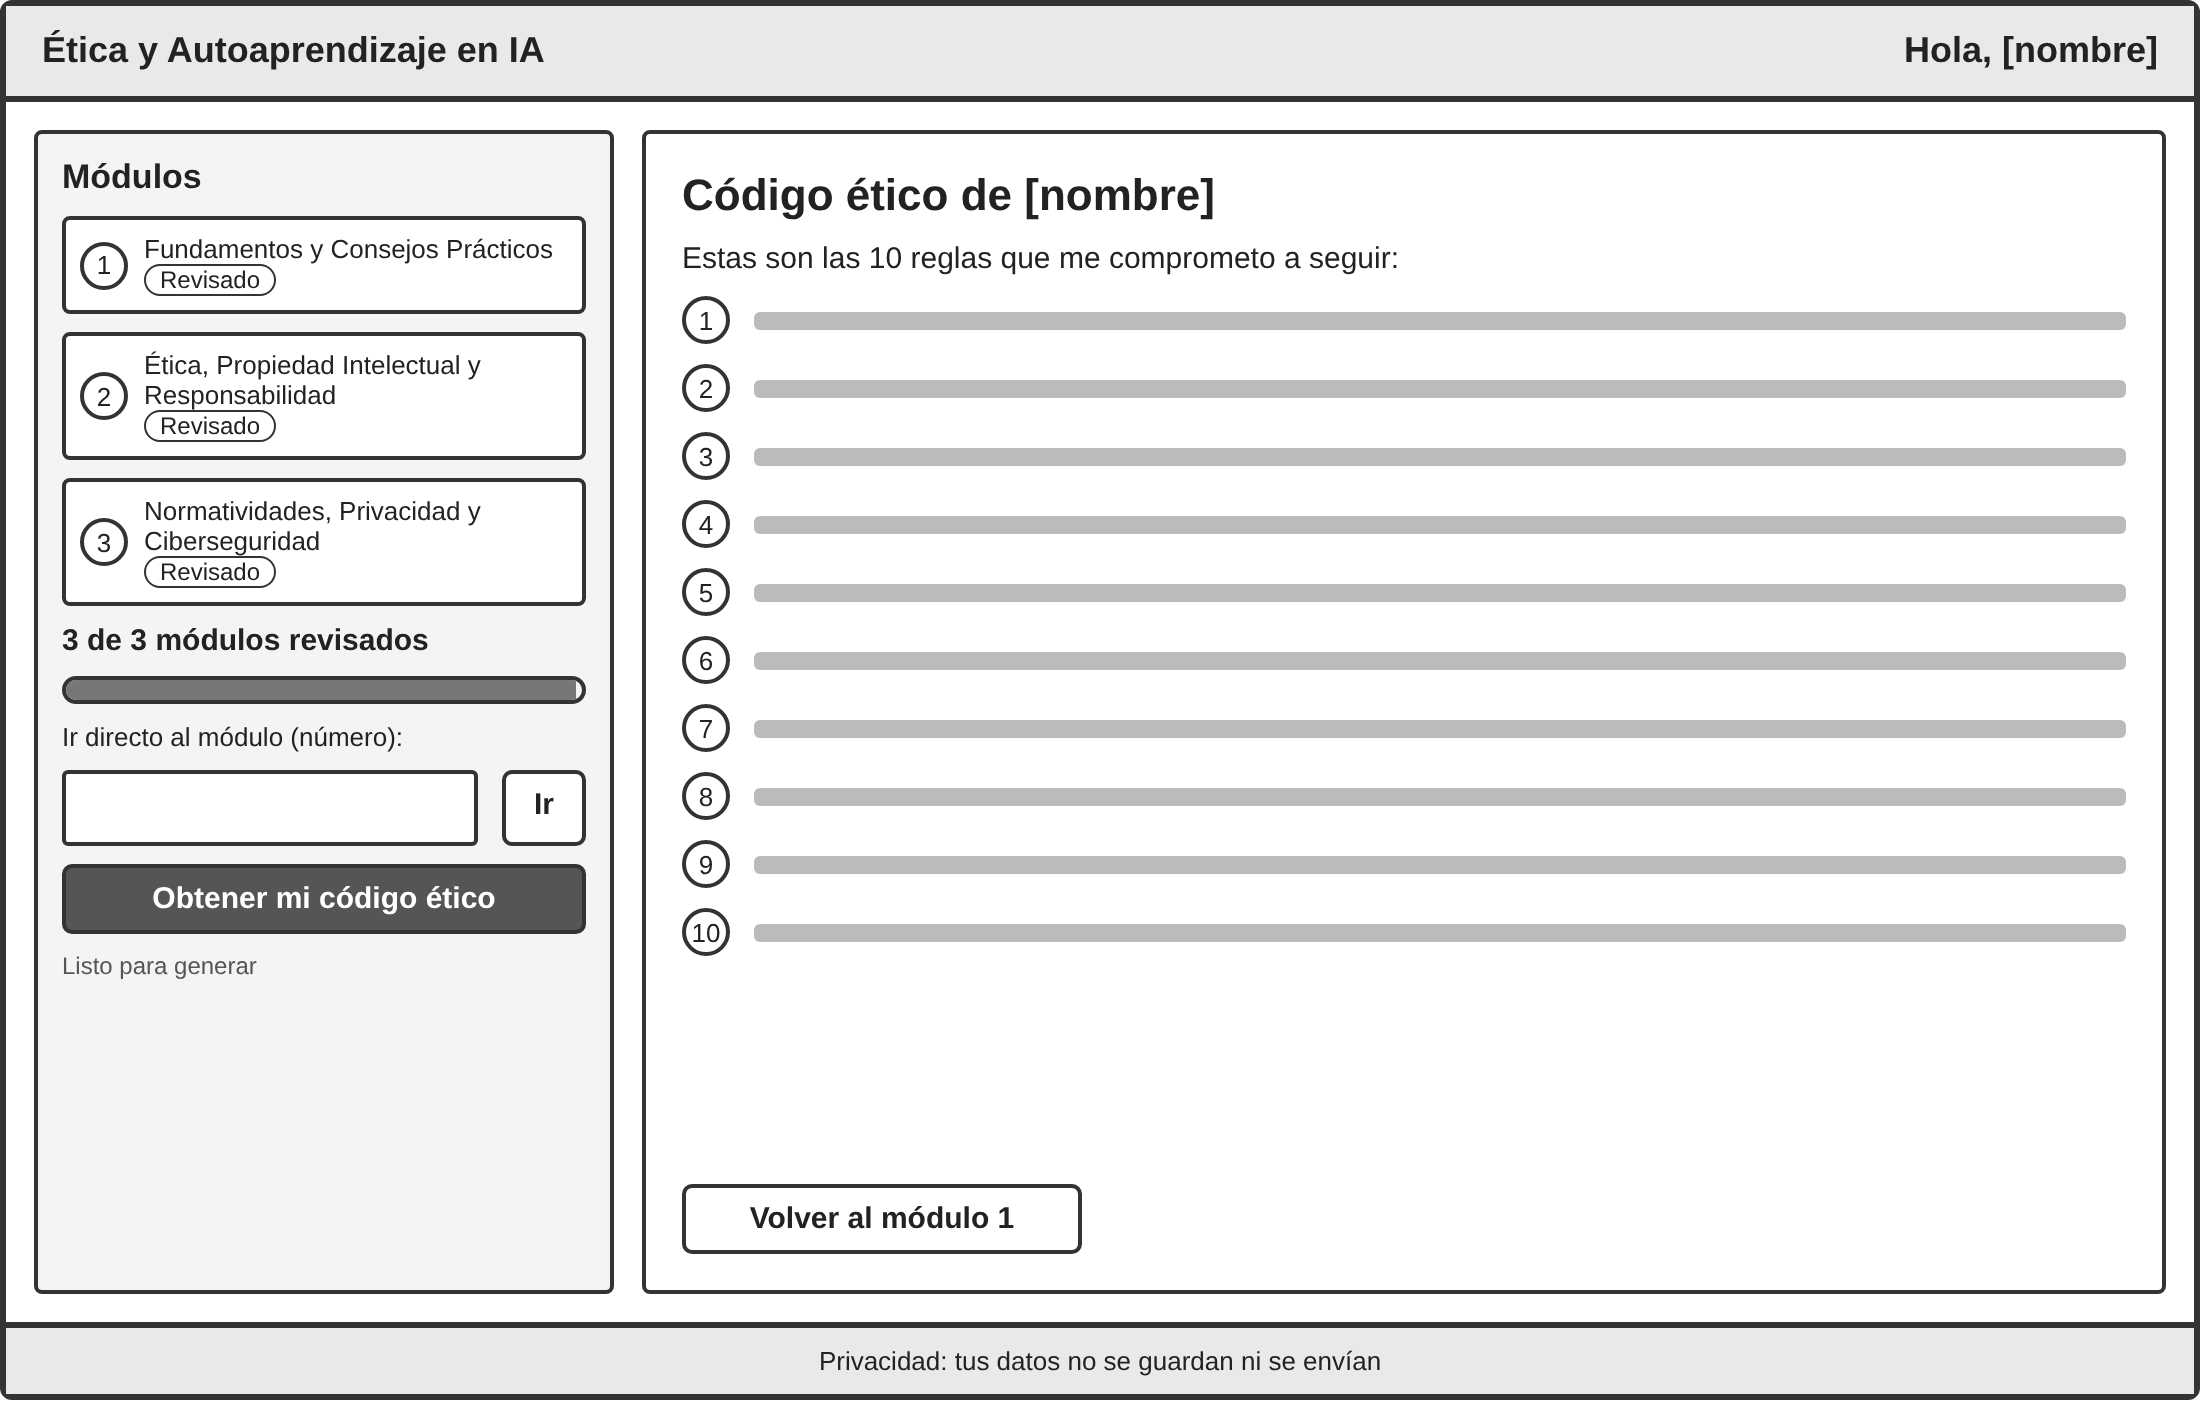 Ética y Autoaprendizaje en IA
Hola, [nombre]
Módulos
1
Fundamentos y Consejos Prácticos
Revisado
2
Ética, Propiedad Intelectual y
Responsabilidad
Revisado
3
Normatividades, Privacidad y
Ciberseguridad
Revisado
3 de 3 módulos revisados
Ir directo al módulo (número):
Ir
Obtener mi código ético
Listo para generar
Código ético de [nombre]
Estas son las 10 reglas que me comprometo a seguir:
1
2
3
4
5
6
7
8
9
10
Volver al módulo 1
Privacidad: tus datos no se guardan ni se envían